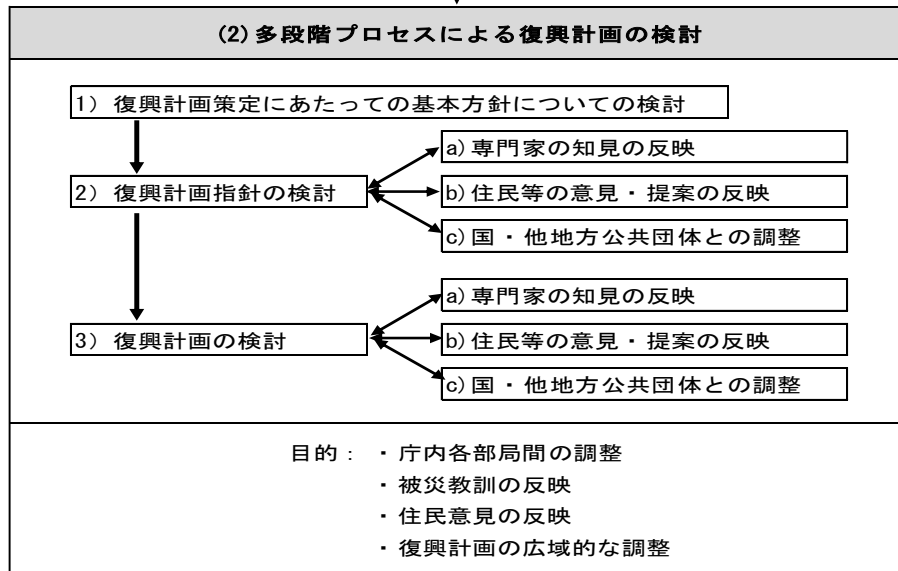 (2)多段階プロセスによる復興計画の検討
1) 復興計画策定にあたっての基本方針についての検討
2) 復興計画指針の検討
a)専門家の知見の反映
b)住民等の意見・提案の反映
c)国・他地方公共団体との調整
3) 復興計画の検討
a)専門家の知見の反映
b)住民等の意見・提案の反映
c)国・他地方公共団体との調整
目的： ・庁内各部局間の調整
・被災教訓の反映
・住民意見の反映
・復興計画の広域的な調整